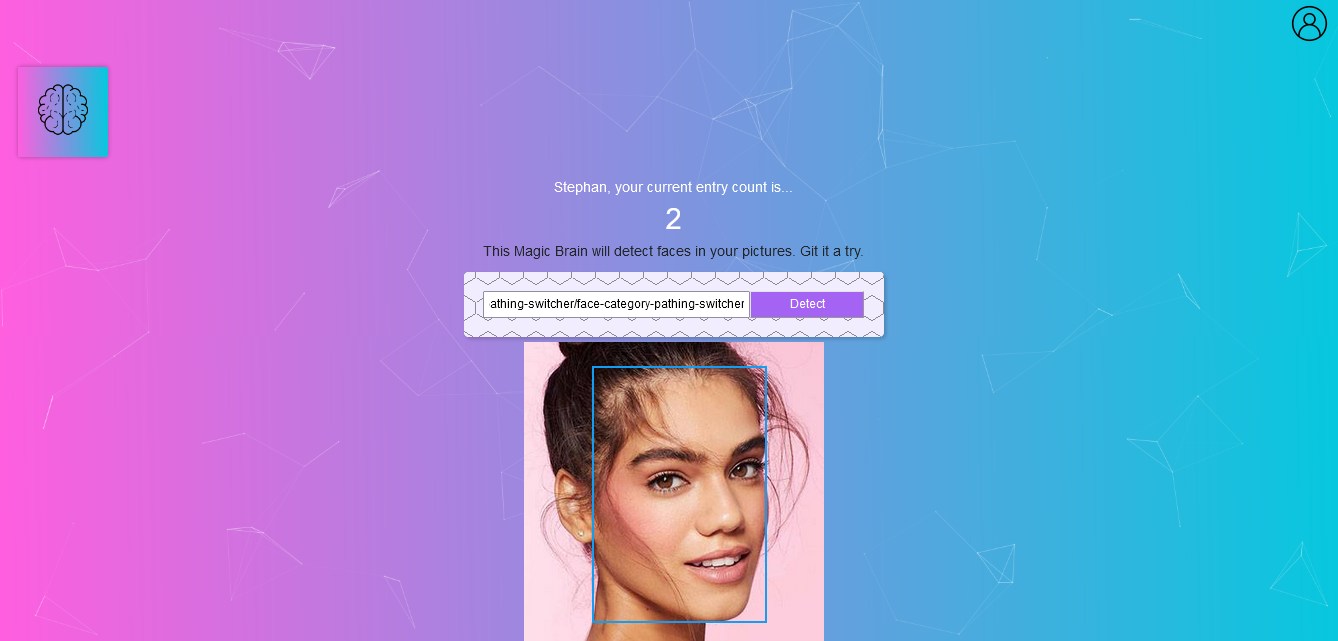 Stephan, your current entry count is...
2
This Magic Brain will detect faces in your pictures. Git it a try.
athing-switcher/face-category-pathing-switcher
Detect